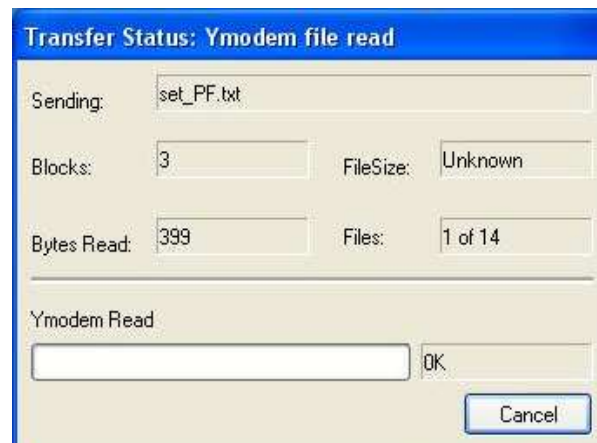 Transfer Status: Ymodem file read
Sending: set_PF.txt
Blocks: 3 FileSize: Unknown
Bytes Read: 399 Files: 1 of 14
Ymodem Read
0K
Cancel